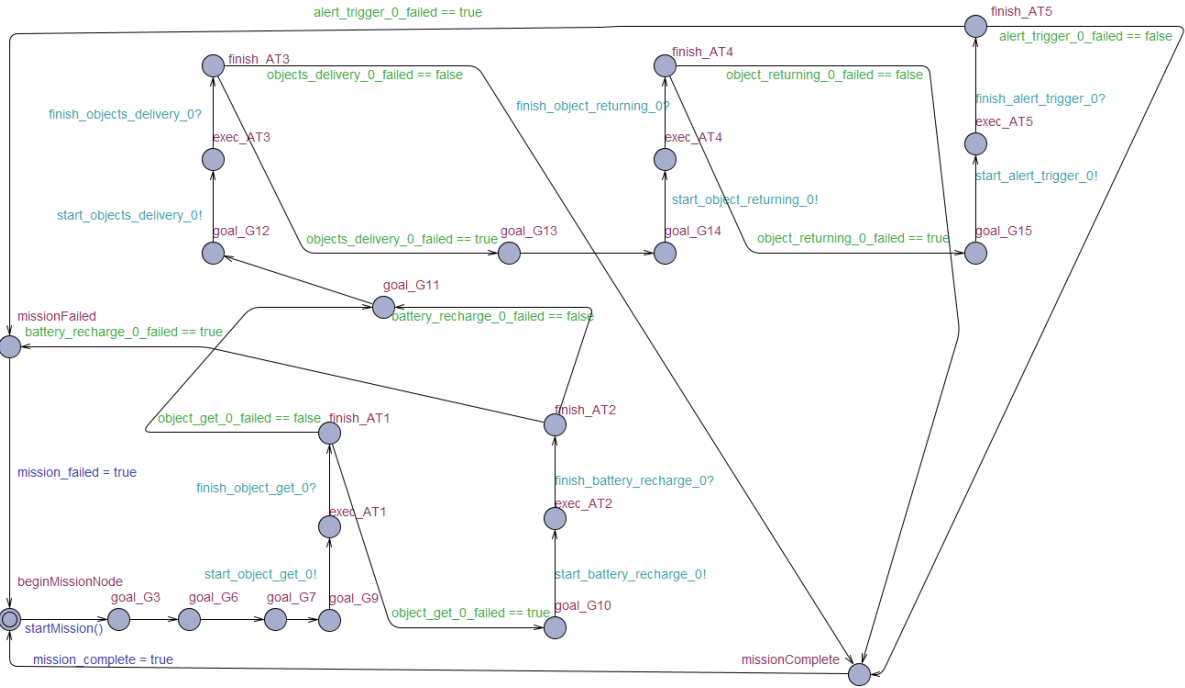 alert_trigger_0_failed == true
finish_AT5
alert_trigger_0_failed == false
finish_AT3
objects_delivery_0_failed == false
finish_AT4
object_returning_0_failed == false
finish_objects_delivery_0?
finish_object_returning_0?
finish_alert_trigger_0?
exec_AT3
exec_AT4
exec_AT5
start_objects_delivery_0!
start_object_returning_0!
start_alert_trigger_0!
goal_G12
objects_delivery_0_failed == true
goal_G13
goal_G14
object_returning_0_failed == true
goal_G15
goal_G11
missionFailed
battery_recharge_0_failed == false
battery_recharge_0_failed == true
object_get_0_failed == false
finish_AT1
finish_AT2
mission_failed = true
finish_object_get_0?
finish_battery_recharge_0?
exec_AT1
exec_AT2
beginMissionNode
start_object_get_0!
start_battery_recharge_0!
goal_G3
goal_G6
goal_G7
goal_G9
object_get_0_failed == true
goal_G10
startMission()
mission_complete = true
missionComplete